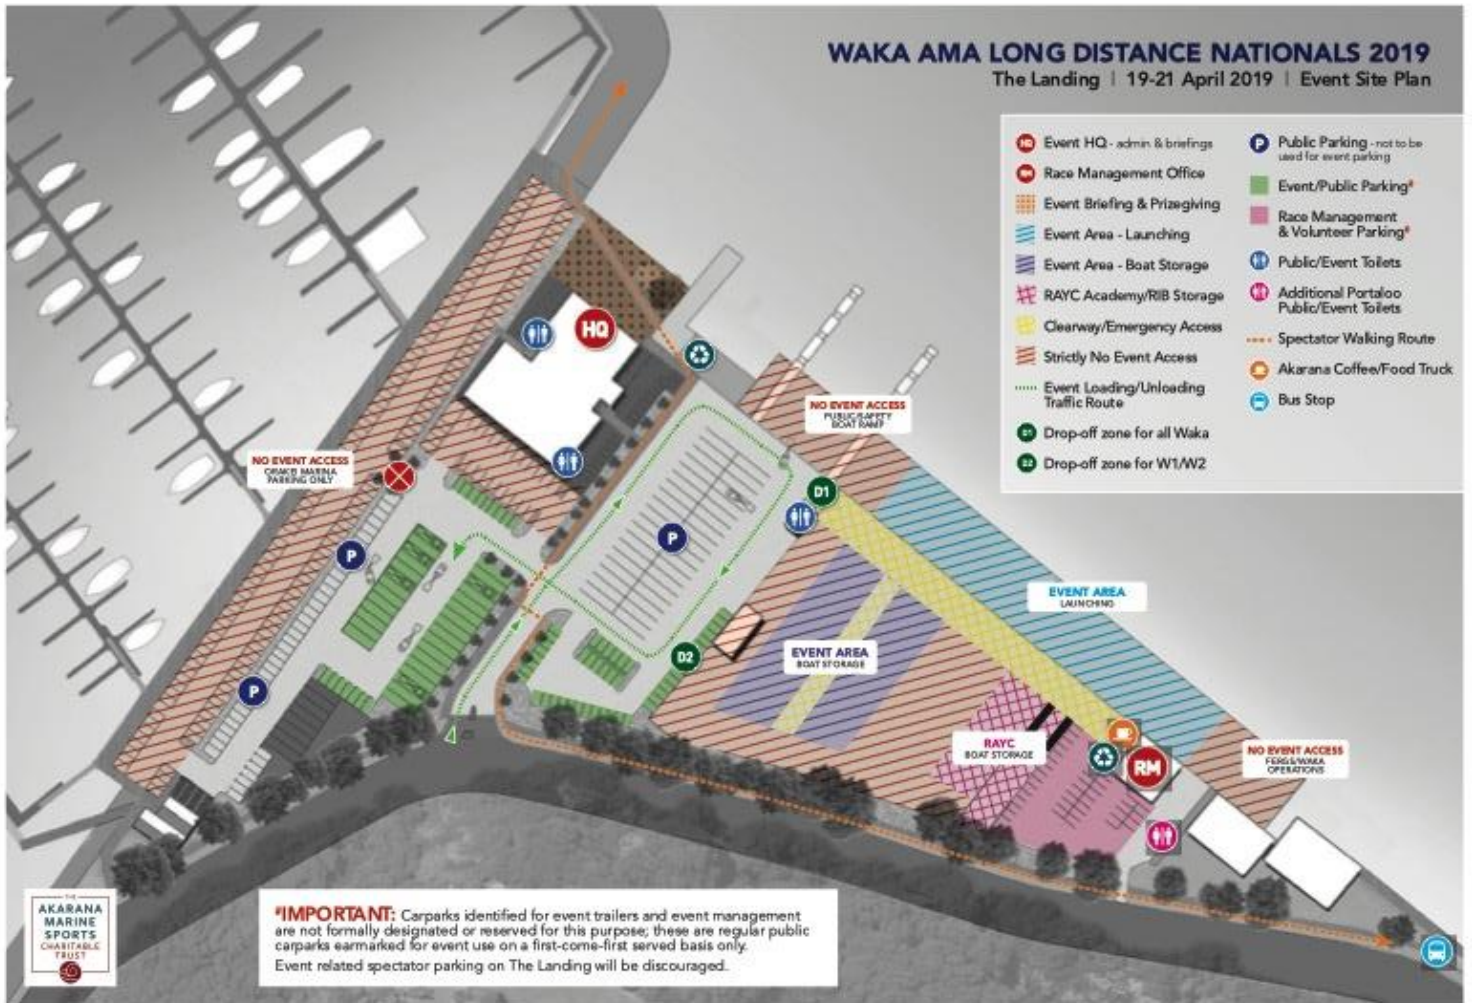 WAKA AMA LONG DISTANCE NATIONALS 2019
The Landing | 19-21 April 2019 | Event Site Plan
HQ Event HQ - admin & briefings
RM Race Management Office
Event Briefing & Prizegiving
Event Area - Launching
Event Area - Boat Storage
RAYC Academy/RIB Storage
Clearway/Emergency Access
Strictly No Event Access
Event Loading/Unloading
Traffic Route
D1 Drop-off zone for all Waka
D2 Drop-off zone for W1/W2
P Public Parking - not to be
used for event parking
Event/Public Parking*
Race Management
& Volunteer Parking*
Public/Event Toilets
Additional Portaloo
Public/Event Toilets
Spectator Walking Route
Akarana Coffee/Food Truck
Bus Stop
HQ
NO EVENT ACCESS
PUBLIC/SAFETY
BOAT RAMP
NO EVENT ACCESS
ORAKEI MARINA
PARKING ONLY
D1
P
P
P
D2
EVENT AREA
LAUNCHING
EVENT AREA
BOAT STORAGE
RAYC
BOAT STORAGE
RM
NO EVENT ACCESS
FERGS/WAKA
OPERATIONS
THE
AKARANA
MARINE
SPORTS
CHARITABLE
TRUST
*IMPORTANT: Carparks identified for event trailers and event management
are not formally designated or reserved for this purpose; these are regular public
carparks earmarked for event use on a first-come-first served basis only.
Event related spectator parking on The Landing will be discouraged.